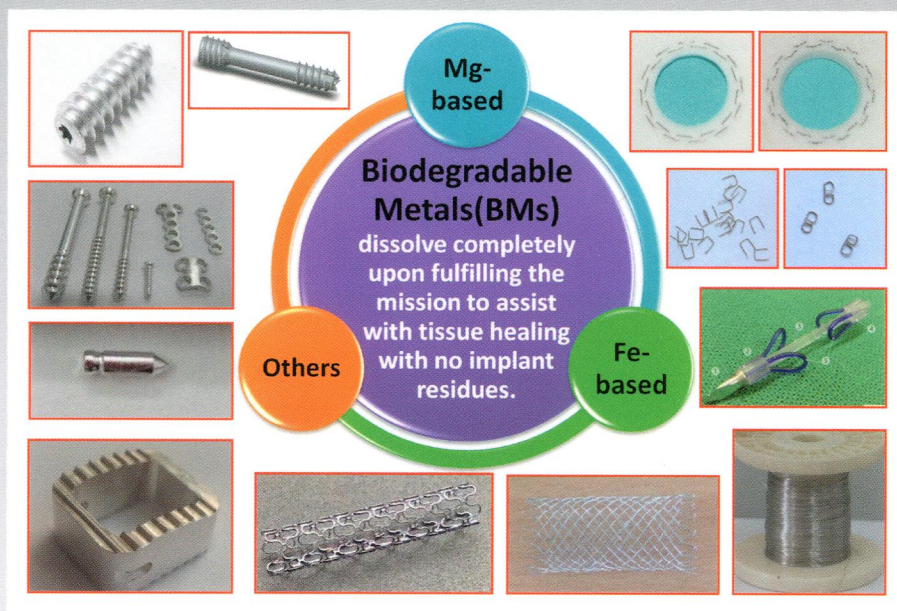 Mg-
based
Biodegradable
Metals(BMs)
dissolve completely
upon fulfilling the
mission to assist
with tissue healing
with no implant
residues.
Others
Fe-
based